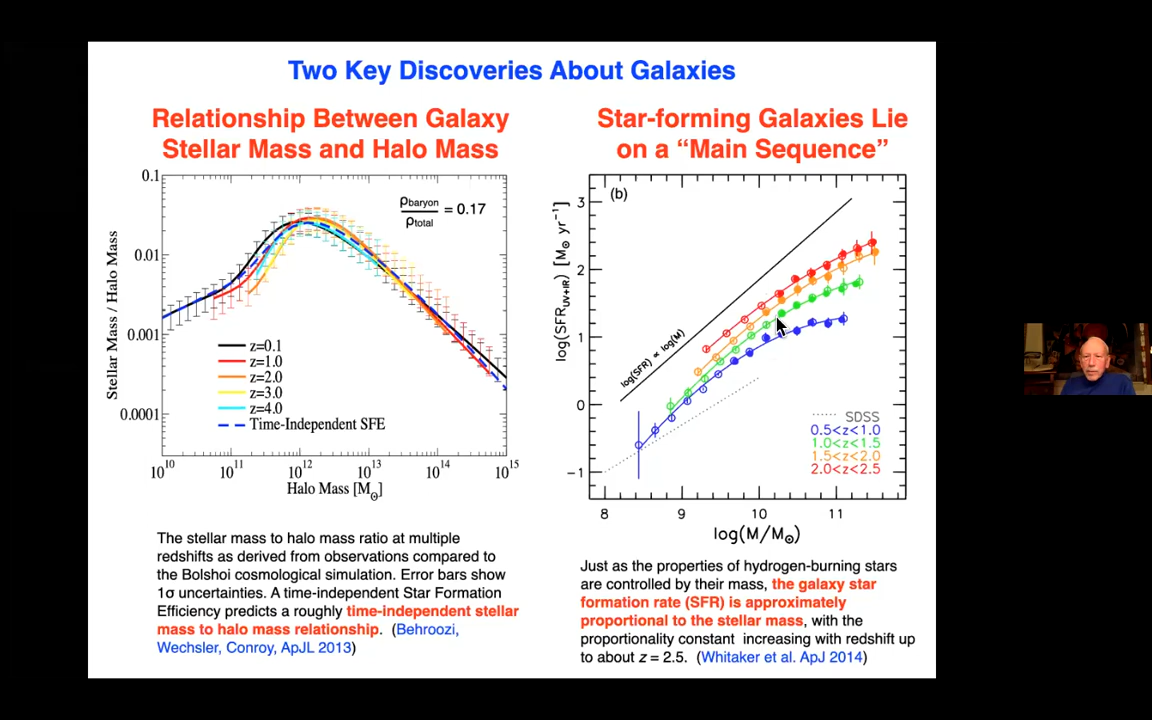 Two Key Discoveries About Galaxies
Relationship Between Galaxy
Stellar Mass and Halo Mass
0.1
0.01
0.001
0.0001
Stellar Mass / Halo Mass
ρbaryon
ρtotal
= 0.17
z=0.1
z=1.0
z=2.0
z=3.0
z=4.0
Time-Independent SFE
10^10 10^11 10^12 10^13 10^14 10^15
Halo Mass [M⊙]
The stellar mass to halo mass ratio at multiple
redshifts as derived from observations compared to
the Bolshoi cosmological simulation. Error bars show
1σ uncertainties. A time-independent Star Formation
Efficiency predicts a roughly time-independent stellar
mass to halo mass relationship. (Behroozi,
Wechsler, Conroy, ApJL 2013)
Star-forming Galaxies Lie
on a “Main Sequence”
(b)
3
2
1
0
−1
log(SFR_UV+IR) [M⊙ yr^−1]
log(SFR) ∝ log(M)
SDSS
0.5<z<1.0
1.0<z<1.5
1.5<z<2.0
2.0<z<2.5
8 9 10 11
log(M/M⊙)
Just as the properties of hydrogen-burning stars
are controlled by their mass, the galaxy star
formation rate (SFR) is approximately
proportional to the stellar mass, with the
proportionality constant increasing with redshift up
to about z = 2.5. (Whitaker et al. ApJ 2014)